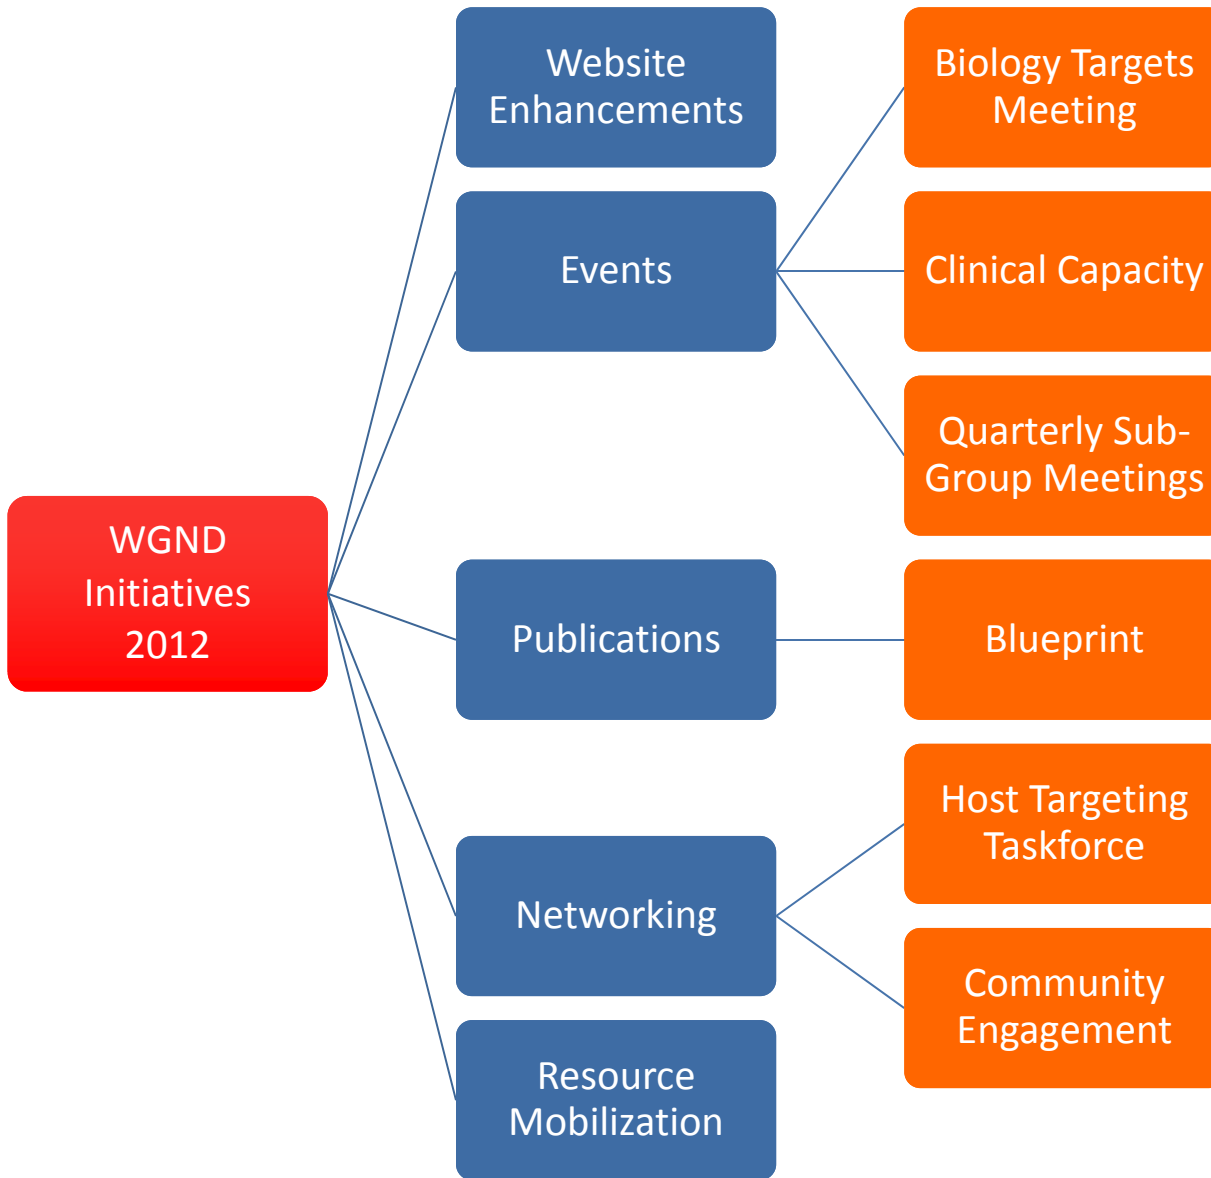 WGND
Initiatives
2012
Website
Enhancements
Events
Publications
Networking
Resource
Mobilization
Biology Targets
Meeting
Clinical Capacity
Quarterly Sub-
Group Meetings
Blueprint
Host Targeting
Taskforce
Community
Engagement